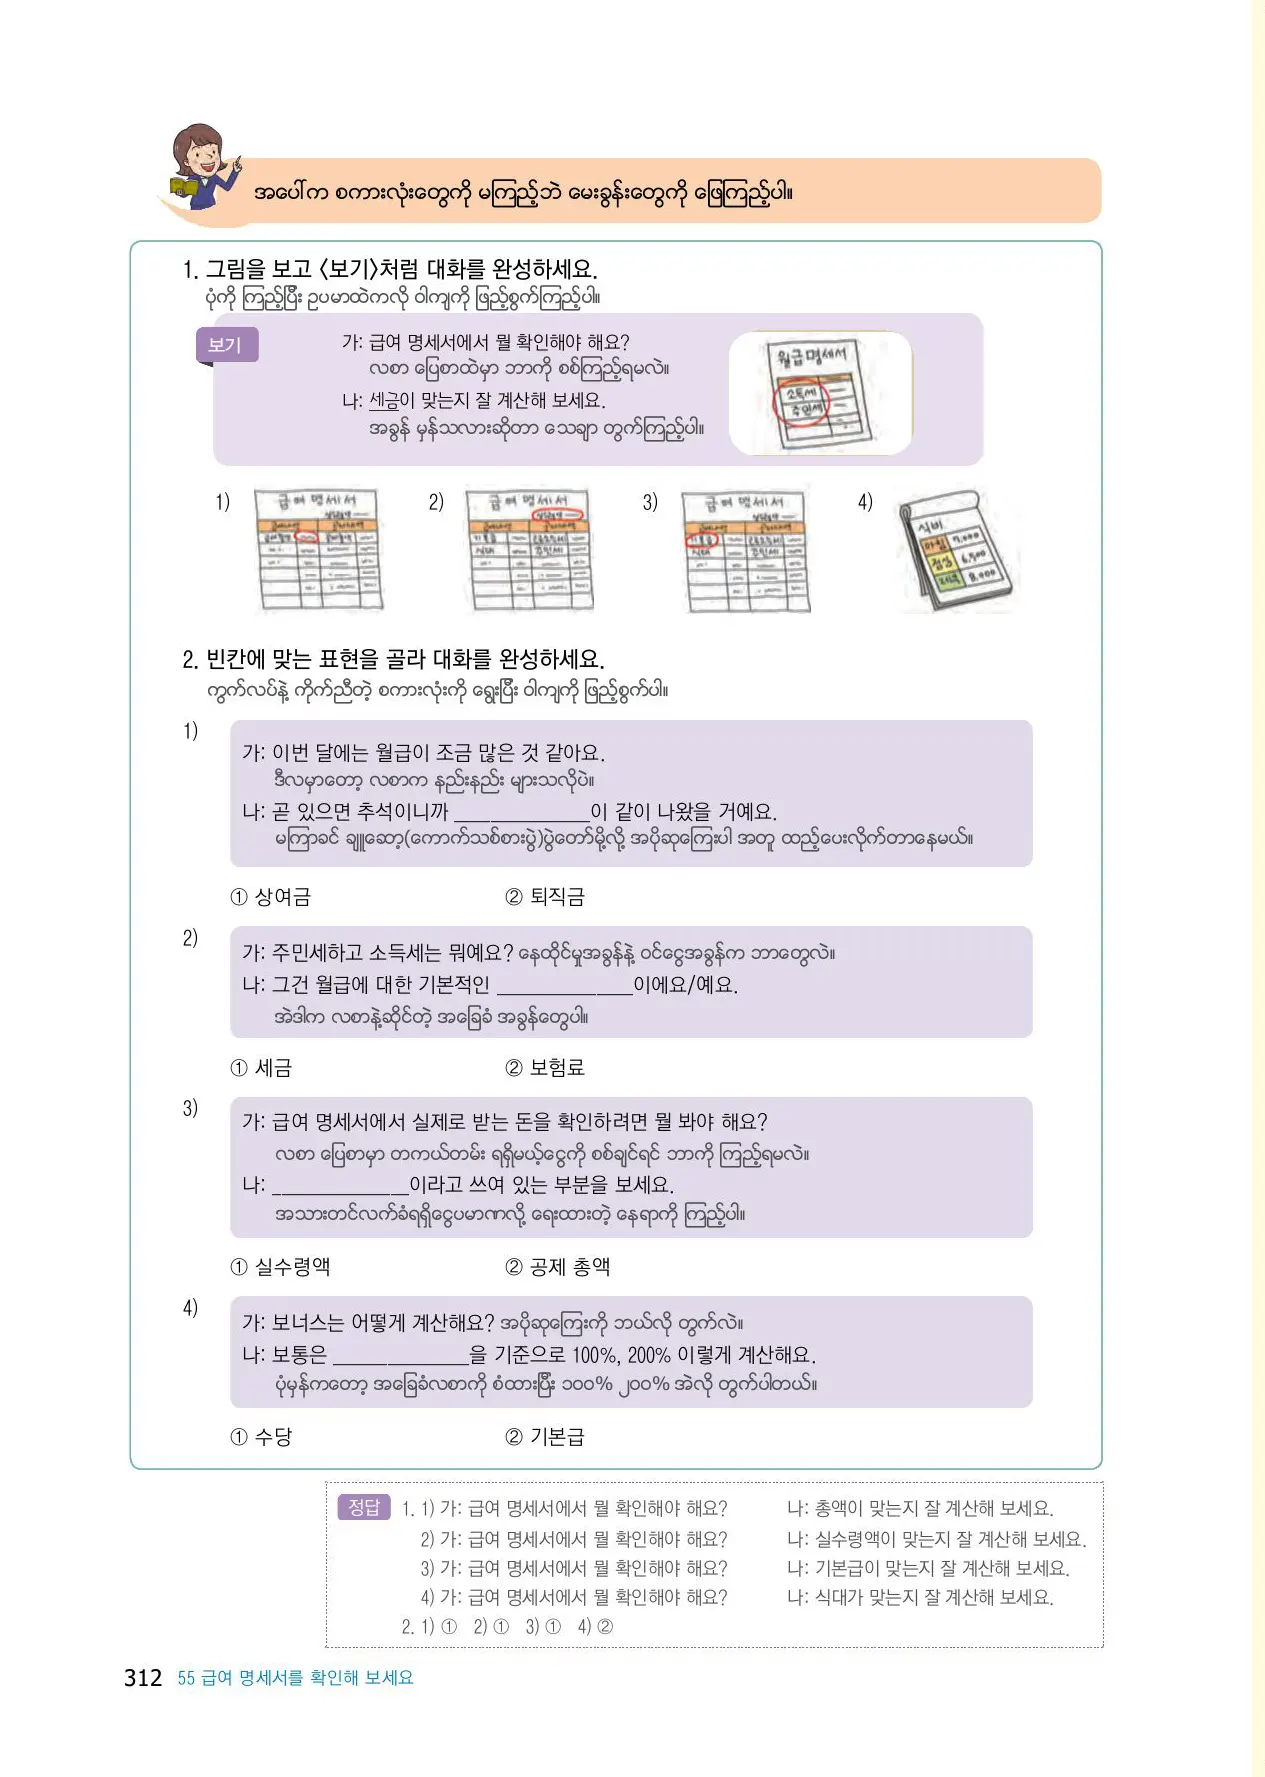 အပေါ်က စကားလုံးတွေကို မကြည့်ဘဲ မေးခွန်းတွေကို ဖြေကြည့်ပါ။
1. 그림을 보고 〈보기〉처럼 대화를 완성하세요.
ပုံကို ကြည့်ပြီး ဥပမာထဲကလို ဝါကျကို ဖြည့်စွက်ကြည့်ပါ။
보기
가: 급여 명세서에서 뭘 확인해야 해요?
လစာ ပြေစာထဲမှာ ဘာကို စစ်ကြည့်ရမလဲ။
나: 세금이 맞는지 잘 계산해 보세요.
အခွန် မှန်သလားဆိုတာ သေချာ တွက်ကြည့်ပါ။
월급명세서
소득세
주민세
1)
급여 명세서
2)
급여 명세서
기본급
식대
주민세
3)
급여 명세서
기본급
식대
주민세
4)
식비
아침 7,000
점심 6,500
저녁 8,000
2. 빈칸에 맞는 표현을 골라 대화를 완성하세요.
ကွက်လပ်နဲ့ ကိုက်ညီတဲ့ စကားလုံးကို ရွေးပြီး ဝါကျကို ဖြည့်စွက်ပါ။
1)
가: 이번 달에는 월급이 조금 많은 것 같아요.
ဒီလမှာတော့ လစာက နည်းနည်း များသလိုပဲ။
나: 곧 있으면 추석이니까 ______________이 같이 나왔을 거예요.
မကြာခင် ချူဆော့(ကောက်သစ်စားပွဲ)ပွဲတော်မို့လို့ အပိုဆုကြေးပါ အတူ ထည့်ပေးလိုက်တာနေမယ်။
① 상여금 ② 퇴직금
2)
가: 주민세하고 소득세는 뭐예요? နေထိုင်မှုအခွန်နဲ့ ဝင်ငွေအခွန်က ဘာတွေလဲ။
나: 그건 월급에 대한 기본적인 ______________이에요/예요.
အဲဒါက လစာနဲ့ဆိုင်တဲ့ အခြေခံ အခွန်တွေပါ။
① 세금 ② 보험료
3)
가: 급여 명세서에서 실제로 받는 돈을 확인하려면 뭘 봐야 해요?
လစာ ပြေစာမှာ တကယ်တမ်း ရရှိမယ့်ငွေကို စစ်ချင်ရင် ဘာကို ကြည့်ရမလဲ။
나: ______________이라고 쓰여 있는 부분을 보세요.
အသားတင်လက်ခံရရှိငွေပမာဏလို့ ရေးထားတဲ့ နေရာကို ကြည့်ပါ။
① 실수령액 ② 공제 총액
4)
가: 보너스는 어떻게 계산해요? အပိုဆုကြေးကို ဘယ်လို တွက်လဲ။
나: 보통은 ______________을 기준으로 100%, 200% 이렇게 계산해요.
ပုံမှန်ကတော့ အခြေခံလစာကို စံထားပြီး ၁၀၀% ၂၀၀% အဲလို တွက်ပါတယ်။
① 수당 ② 기본급
정답 1. 1) 가: 급여 명세서에서 뭘 확인해야 해요? 나: 총액이 맞는지 잘 계산해 보세요.
2) 가: 급여 명세서에서 뭘 확인해야 해요? 나: 실수령액이 맞는지 잘 계산해 보세요.
3) 가: 급여 명세서에서 뭘 확인해야 해요? 나: 기본급이 맞는지 잘 계산해 보세요.
4) 가: 급여 명세서에서 뭘 확인해야 해요? 나: 식대가 맞는지 잘 계산해 보세요.
2. 1) ① 2) ① 3) ① 4) ②
312 55 급여 명세서를 확인해 보세요